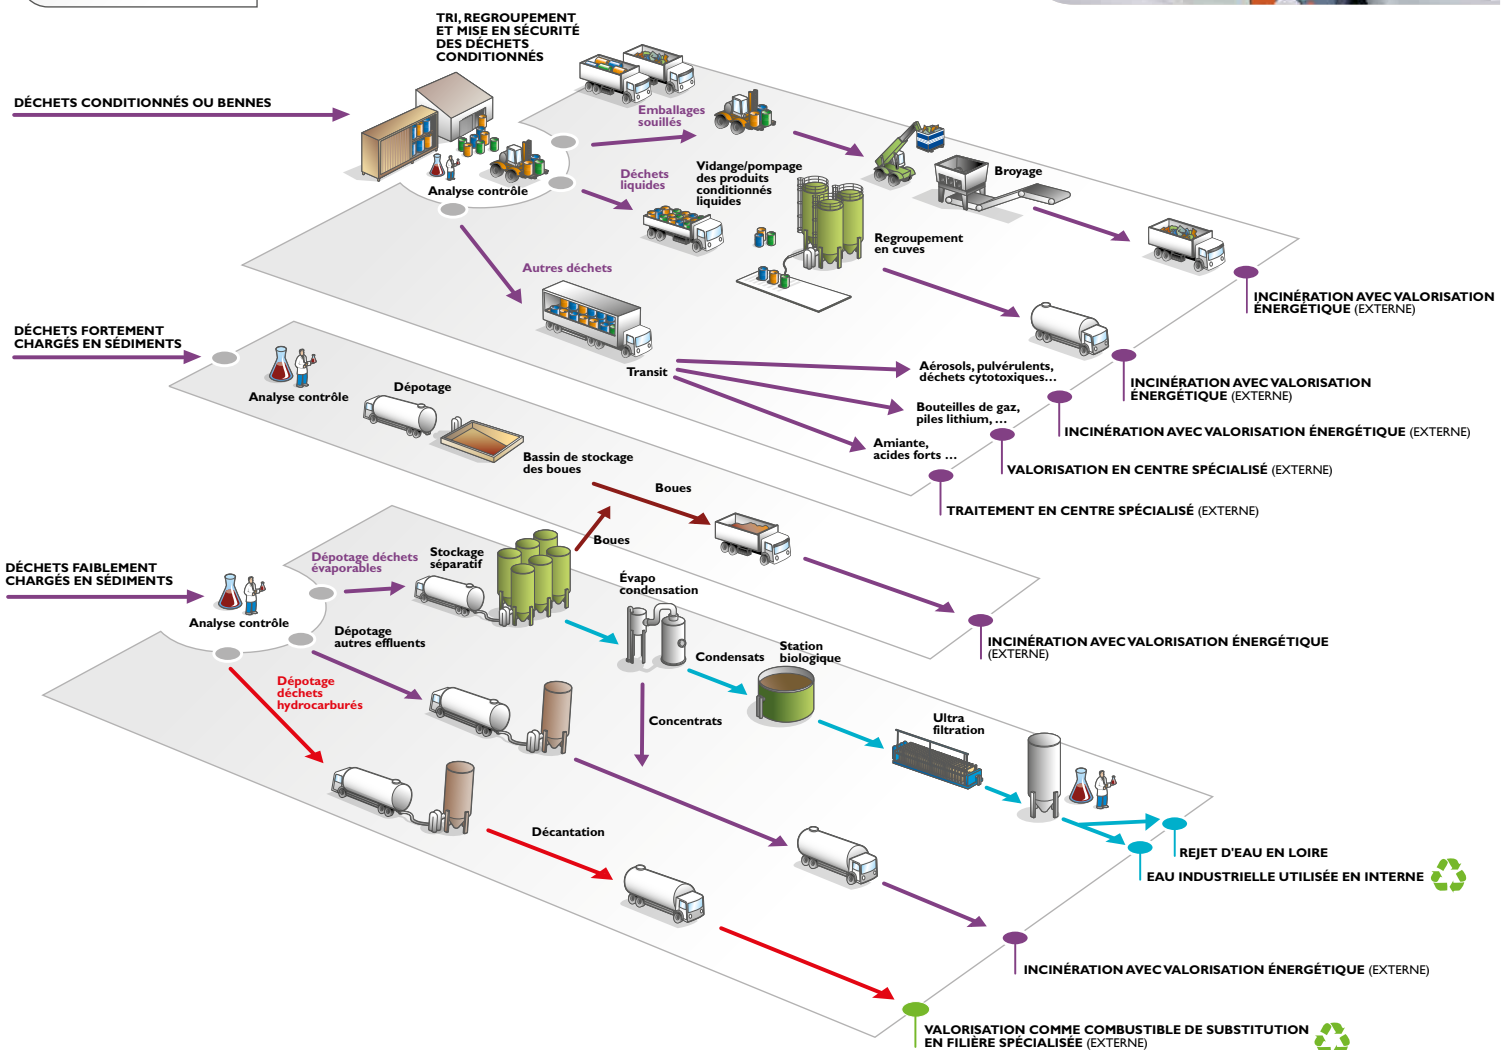 TRI, REGROUPEMENT
ET MISE EN SÉCURITÉ
DES DÉCHETS
CONDITIONNÉS
DÉCHETS CONDITIONNÉS OU BENNES
Analyse contrôle
Emballages
souillés
Déchets
liquides
Vidange/pompage
des produits
conditionnés
liquides
Broyage
Regroupement
en cuves
Autres déchets
Transit
Aérosols, pulvérulents,
déchets cytotoxiques...
Bouteilles de gaz,
piles lithium, ...
Amiante,
acides forts ...
INCINÉRATION AVEC VALORISATION
ÉNERGÉTIQUE (EXTERNE)
INCINÉRATION AVEC VALORISATION
ÉNERGÉTIQUE (EXTERNE)
INCINÉRATION AVEC VALORISATION ÉNERGÉTIQUE (EXTERNE)
VALORISATION EN CENTRE SPÉCIALISÉ (EXTERNE)
TRAITEMENT EN CENTRE SPÉCIALISÉ (EXTERNE)
DÉCHETS FORTEMENT
CHARGÉS EN SÉDIMENTS
Analyse contrôle
Dépotage
Bassin de stockage
des boues
Boues
Boues
INCINÉRATION AVEC VALORISATION ÉNERGÉTIQUE
(EXTERNE)
DÉCHETS FAIBLEMENT
CHARGÉS EN SÉDIMENTS
Analyse contrôle
Dépotage déchets
évaporables
Stockage
séparatif
Évapo
condensation
Condensats
Station
biologique
Concentrats
Ultra
filtration
Dépotage
autres effluents
Dépotage
déchets
hydrocarburés
Décantation
REJET D'EAU EN LOIRE
EAU INDUSTRIELLE UTILISÉE EN INTERNE
INCINÉRATION AVEC VALORISATION ÉNERGÉTIQUE (EXTERNE)
VALORISATION COMME COMBUSTIBLE DE SUBSTITUTION
EN FILIÈRE SPÉCIALISÉE (EXTERNE)